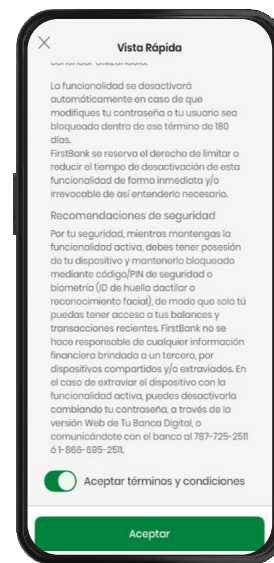 Vista Rápida
La funcionalidad se desactivará
automáticamente en caso de que
modifiques tu contraseña o tu usuario sea
bloqueado dentro de ese término de 180
días.
FirstBank se reserva el derecho de limitar o
reducir el tiempo de desactivación de esta
funcionalidad de forma inmediata y/o
irrevocable de así entenderlo necesario.
Recomendaciones de seguridad
Por tu seguridad, mientras mantengas la
funcionalidad activa, debes tener posesión
de tu dispositivo y mantenerlo bloqueado
mediante código/PIN de seguridad o
biometría (ID de huella dactilar o
reconocimiento facial), de modo que solo tú
puedas tener acceso a tus balances y
transacciones recientes. FirstBank no se
hace responsable de cualquier información
financiera brindada a un tercero, por
dispositivos compartidos y/o extraviados. En
el caso de extraviar el dispositivo con la
funcionalidad activa, puedes desactivarla
cambiando tu contraseña, a través de la
versión Web de Tu Banca Digital, o
comunicándote con el banco al 787-725-2511
ó 1-866-695-2511.
Aceptar términos y condiciones
Aceptar